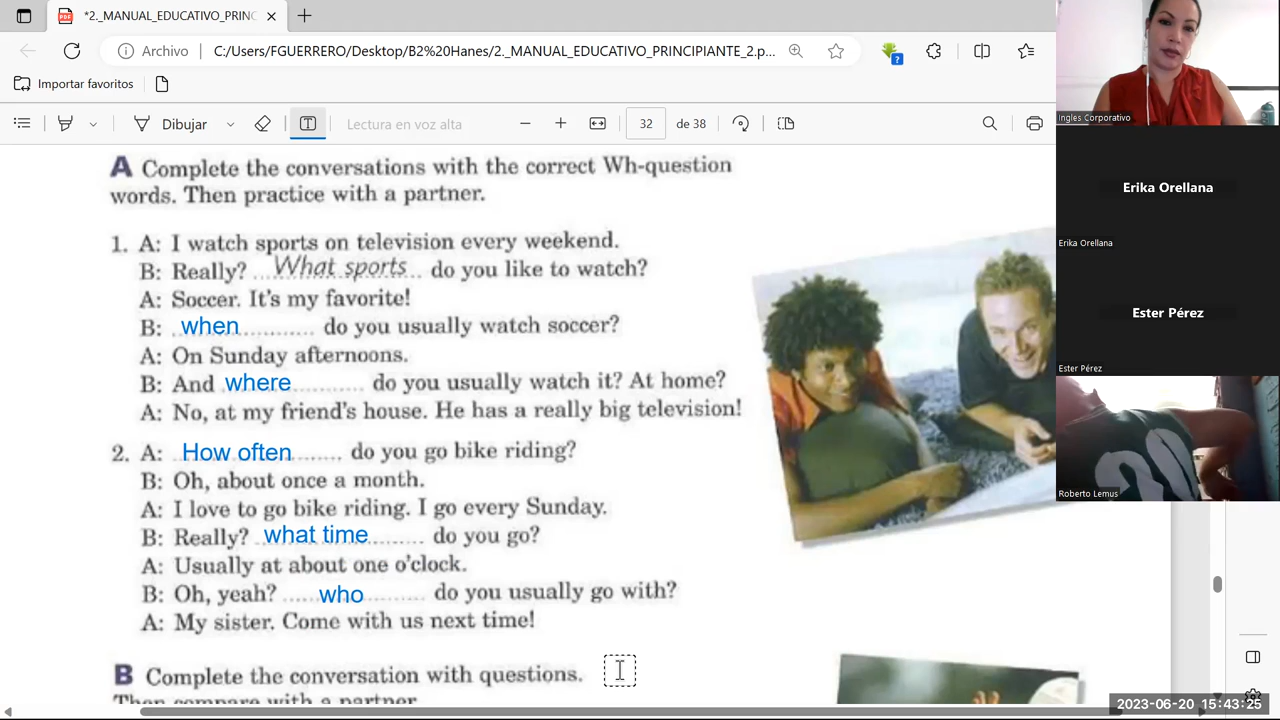 *2._MANUAL_EDUCATIVO_PRINC
Archivo
C:/Users/FGUERRERO/Desktop/B2%20Hanes/2._MANUAL_EDUCATIVO_PRINCIPIANTE_2.p...
Importar favoritos
Dibujar
Lectura en voz alta
32
de 38
A Complete the conversations with the correct Wh-question
words. Then practice with a partner.
1. A: I watch sports on television every weekend.
B: Really? ...What sports.. do you like to watch?
A: Soccer. It's my favorite!
B: when do you usually watch soccer?
A: On Sunday afternoons.
B: And where do you usually watch it? At home?
A: No, at my friend's house. He has a really big television!
2. A: How often do you go bike riding?
B: Oh, about once a month.
A: I love to go bike riding. I go every Sunday.
B: Really? what time do you go?
A: Usually at about one o'clock.
B: Oh, yeah? who do you usually go with?
A: My sister. Come with us next time!
B Complete the conversation with questions.
Then compare with a partner
Ingles Corporativo
Erika Orellana
Erika Orellana
Ester Pérez
Ester Pérez
Roberto Lemus
2023-06-20 15:43:25